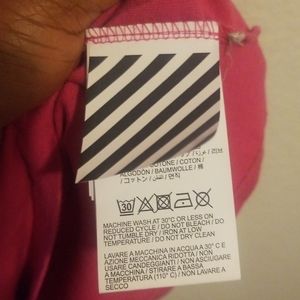 COTONE / COTON /
ALGODÓN / BAUMWOLLE / 棉
/ コットン /
30
MACHINE WASH AT 30°C OR LESS ON
REDUCED CYCLE / DO NOT BLEACH / DO
NOT TUMBLE DRY / IRON AT LOW
TEMPERATURE / DO NOT DRY CLEAN
LAVARE A MACCHINA IN ACQUA A 30° C E
AZIONE MECCANICA RIDOTTA / NON
USARE CANDEGGIANTI / NON ASCIUGARE
A MACCHINA / STIRARE A BASSA
TEMPERATURA (110° C) / NON LAVARE A
SECCO